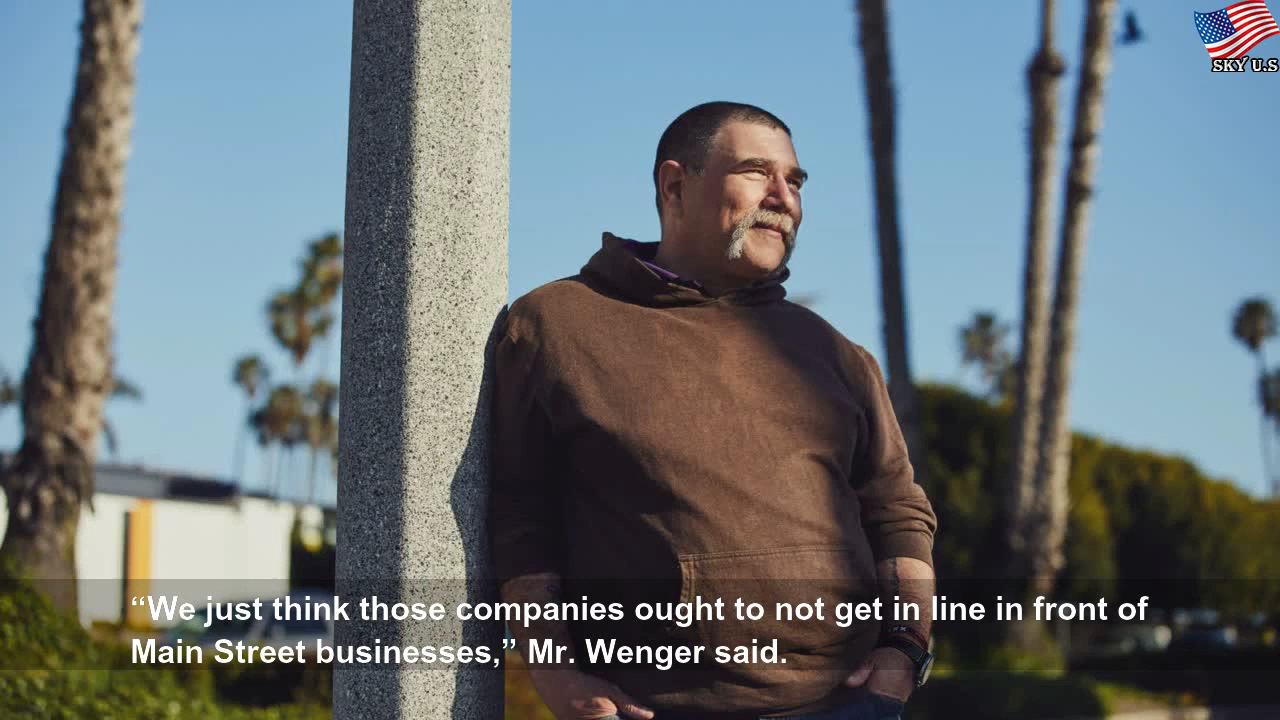 SKY U.S
“We just think those companies ought to not get in line in front of
Main Street businesses,” Mr. Wenger said.